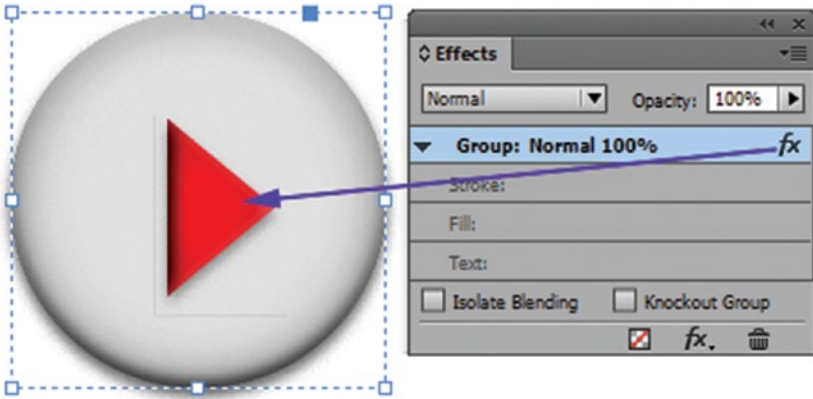 Effects
Normal Opacity: 100%
Group: Normal 100% fx
Stroke:
Fill:
Text:
Isolate Blending Knockout Group
fx.